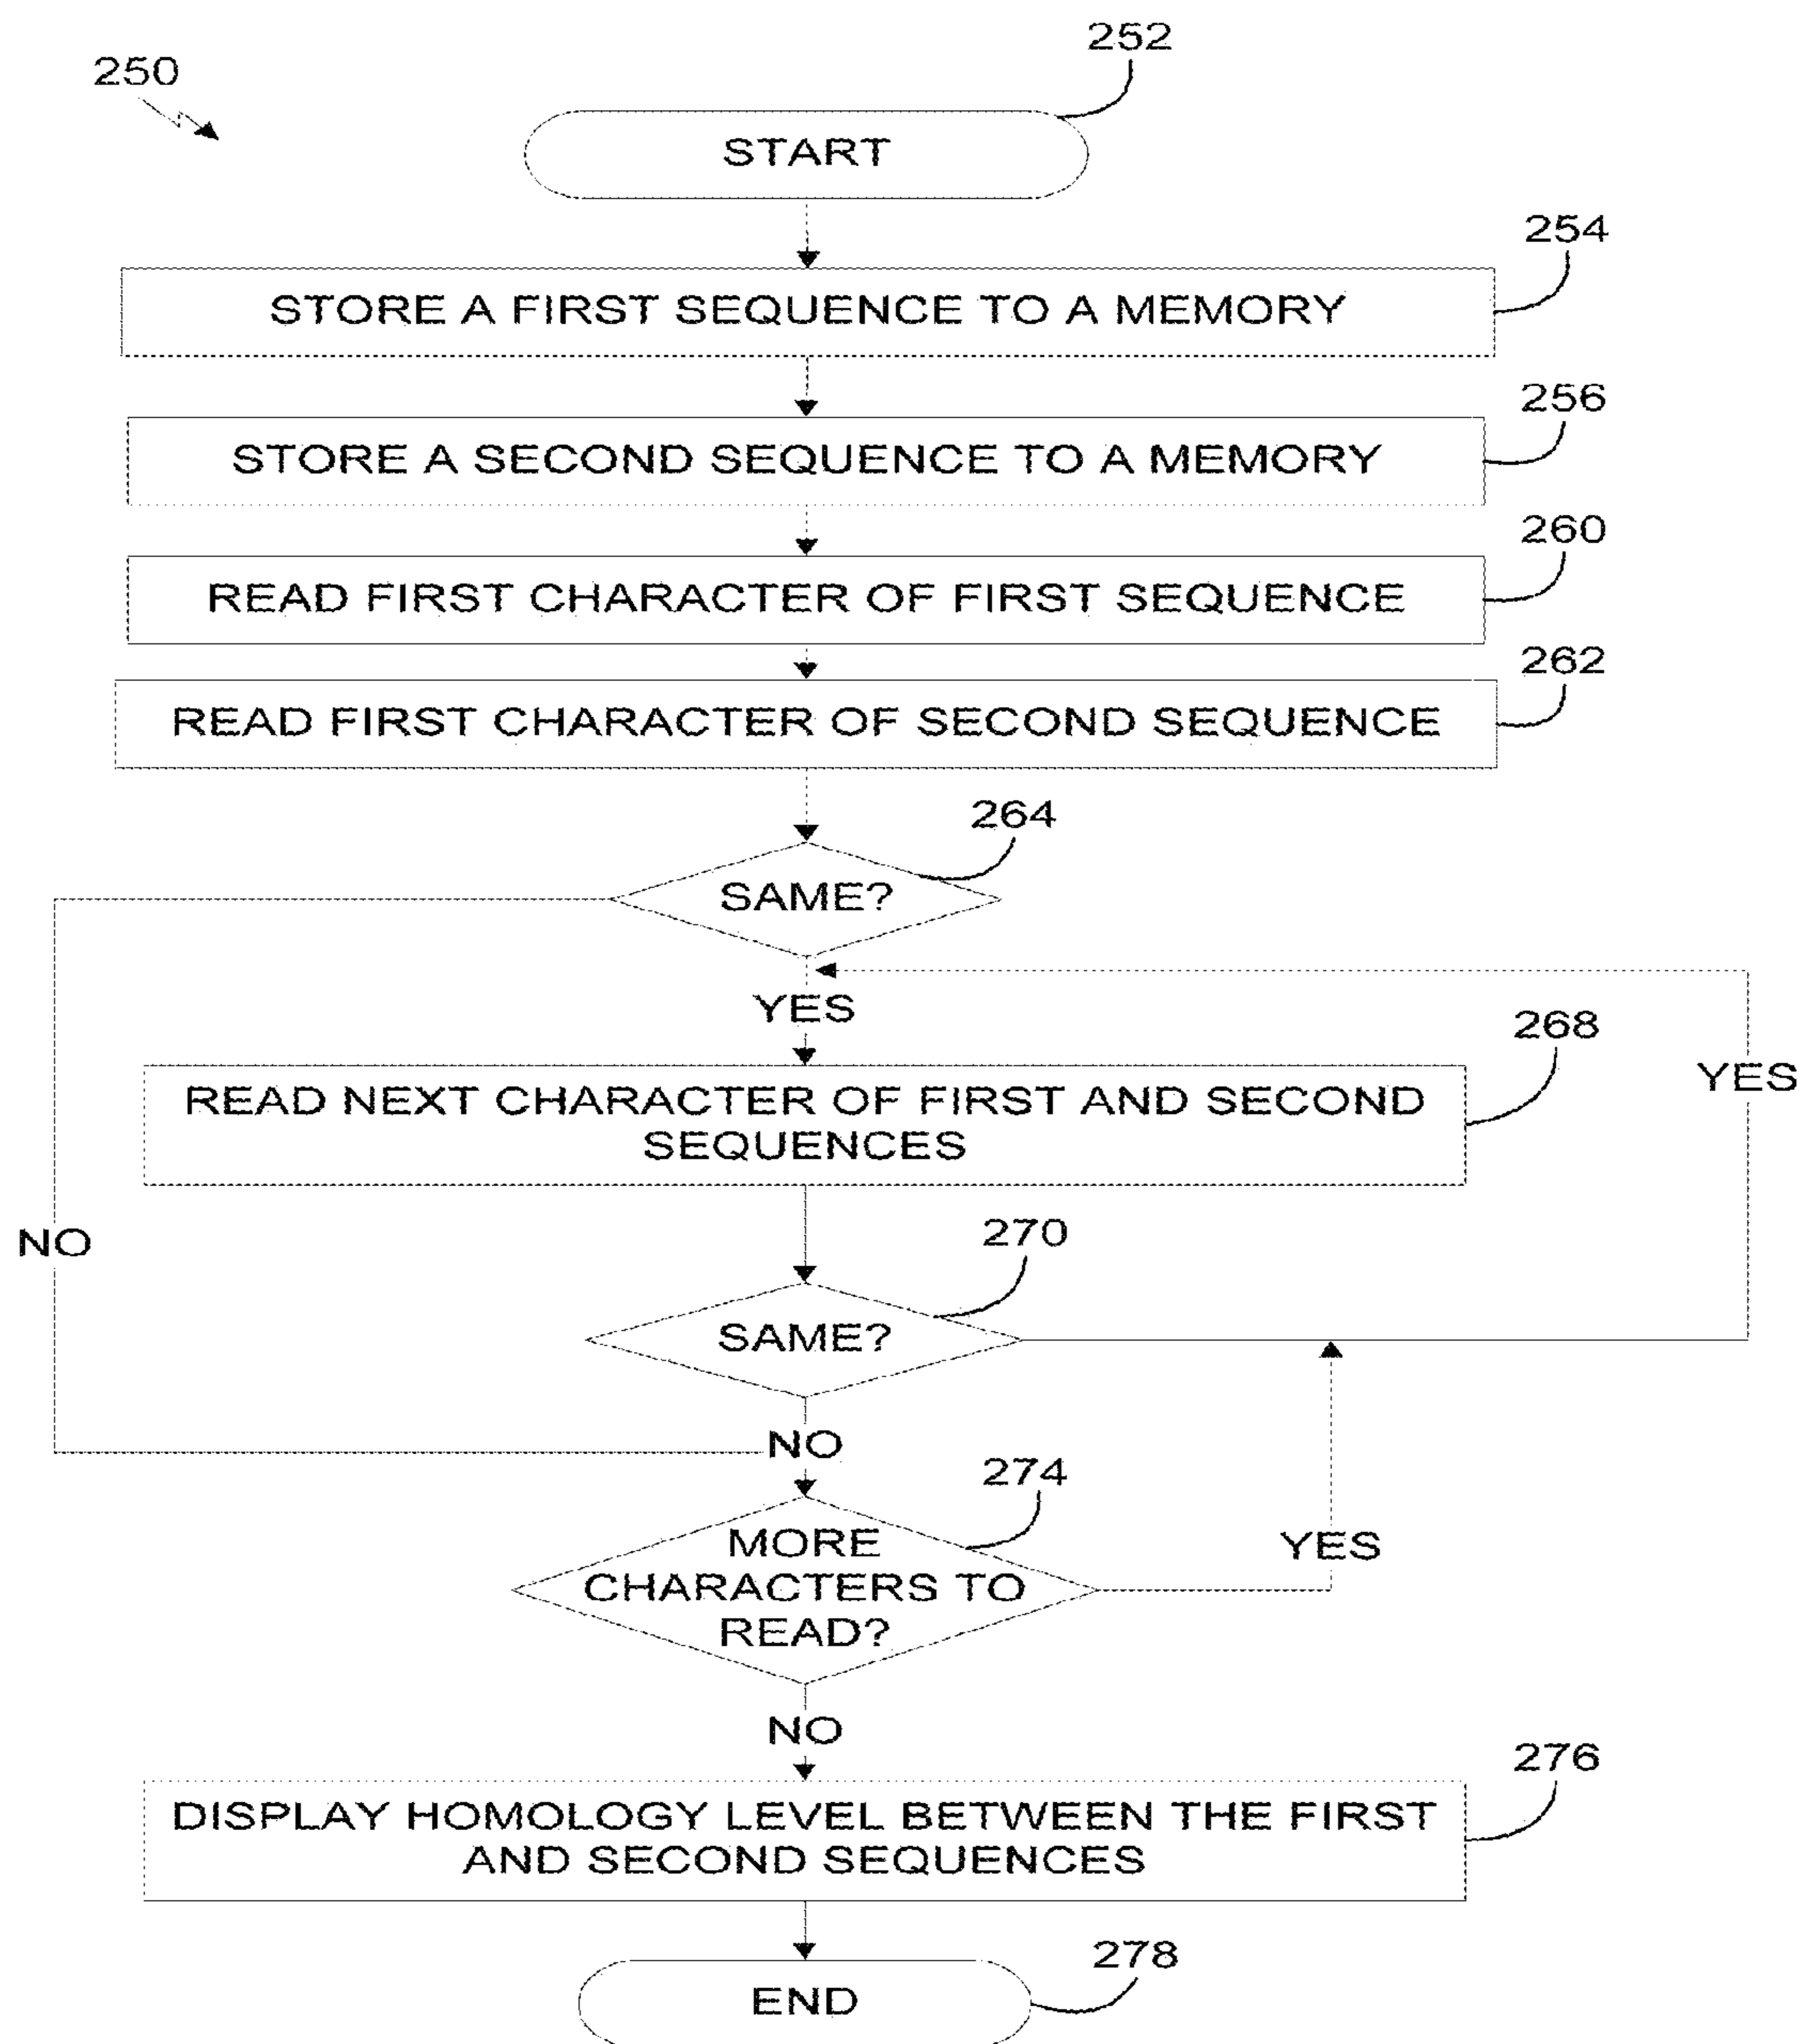 252
250
START
254
STORE A FIRST SEQUENCE TO A MEMORY
256
STORE A SECOND SEQUENCE TO A MEMORY
260
READ FIRST CHARACTER OF FIRST SEQUENCE
262
READ FIRST CHARACTER OF SECOND SEQUENCE
264
SAME?
YES
268
YES
READ NEXT CHARACTER OF FIRST AND SECOND
SEQUENCES
NO
270
SAME?
NO
274
MORE
CHARACTERS TO
READ?
YES
NO
276
DISPLAY HOMOLOGY LEVEL BETWEEN THE FIRST
AND SECOND SEQUENCES
278
END